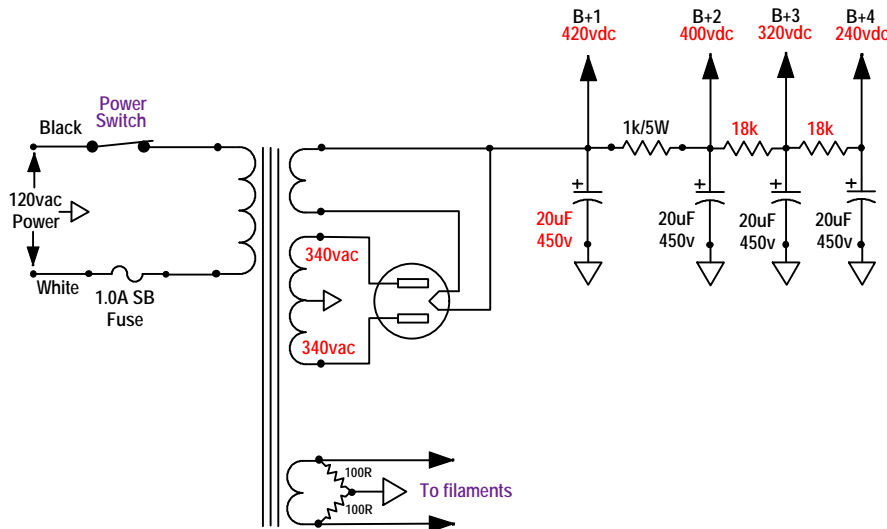 B+1
420vdc
B+2
400vdc
B+3
320vdc
B+4
240vdc
Power
Switch
Black
1k/5W
18k
18k
120vac
Power
+
20uF
450v
+
20uF
450v
+
20uF
450v
+
20uF
450v
340vac
White
1.0A SB
Fuse
340vac
100R
To filaments
100R